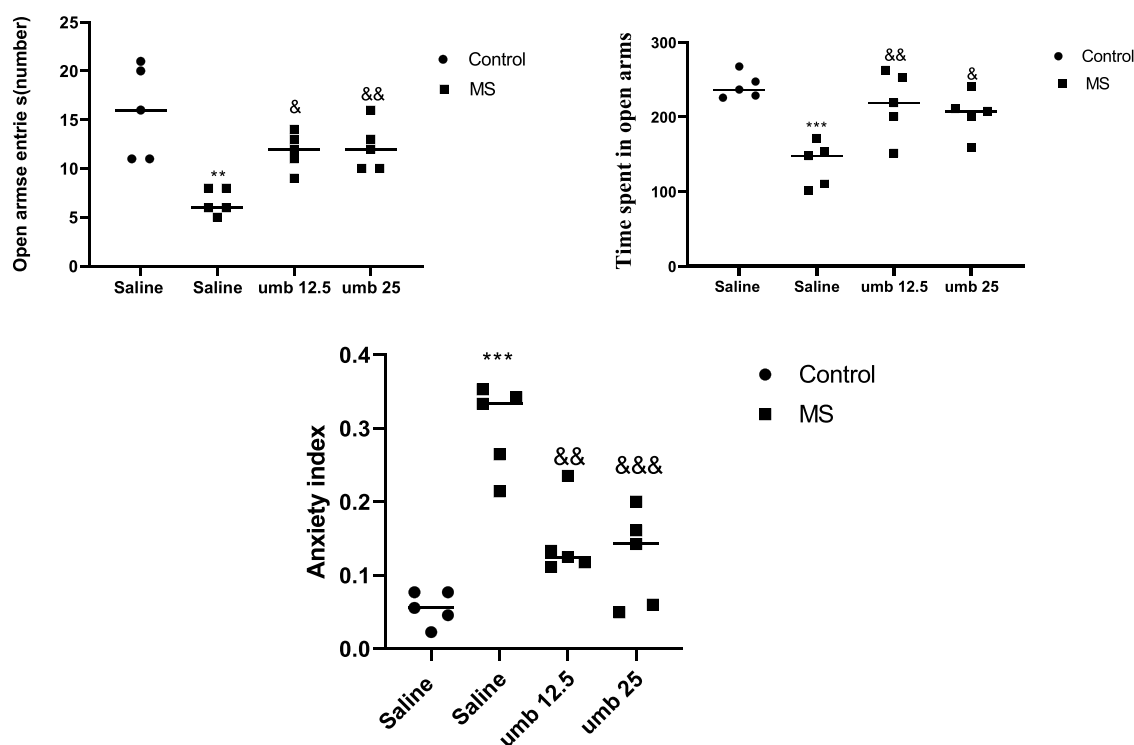 Open armse entrie s(number)
25
20
15
10
5
0
**
&
&&
Saline
Saline
umb 12.5
umb 25
Control
MS
Time spent in open arms
300
200
100
0
***
&&
&
Saline
Saline
umb 12.5
umb 25
Control
MS
Anxiety index
0.4
0.3
0.2
0.1
0.0
***
&&
&&&
Saline
Saline
umb 12.5
umb 25
Control
MS